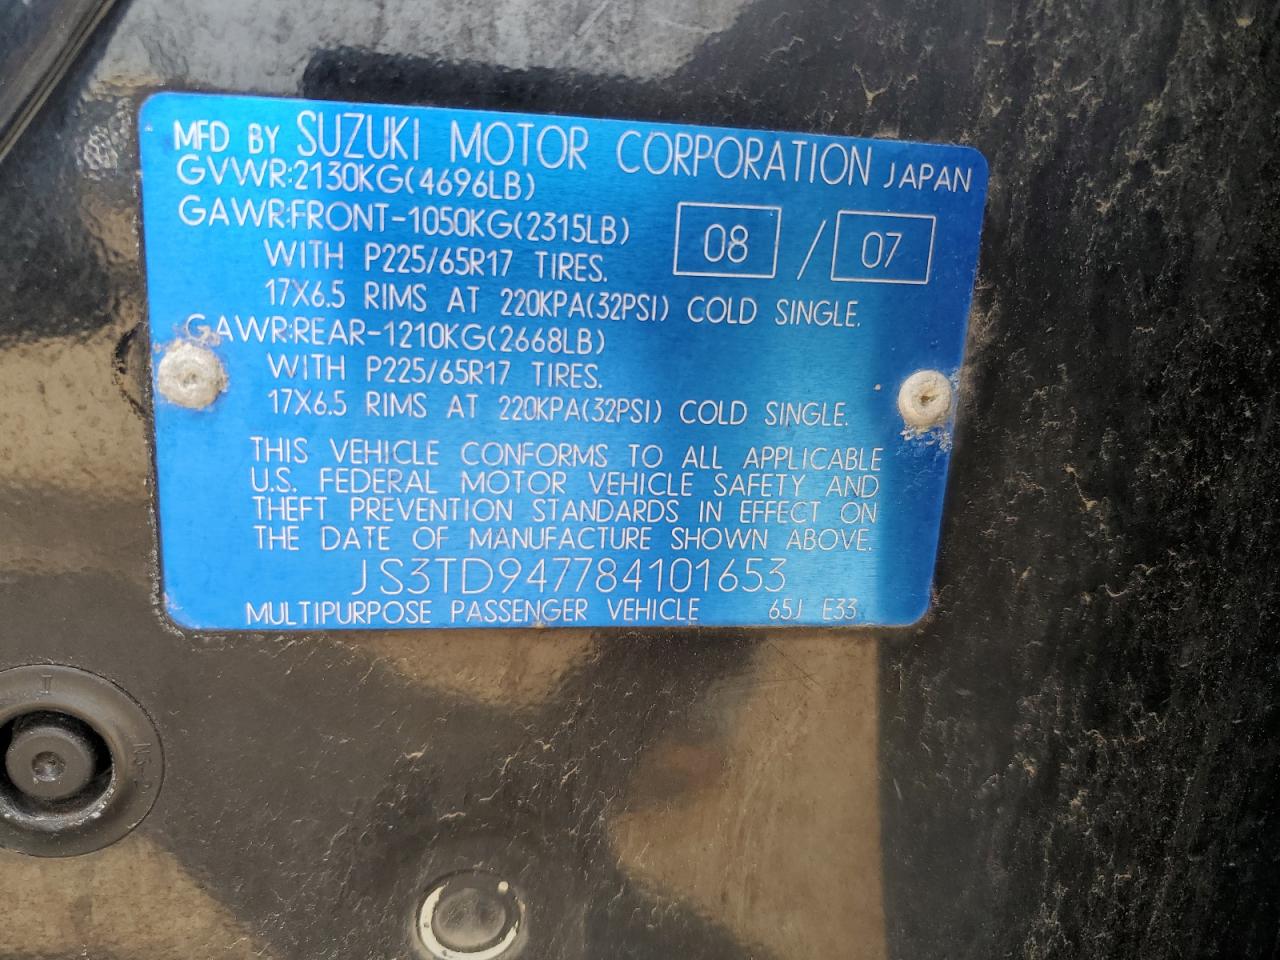 MFD BY SUZUKI MOTOR CORPORATION JAPAN
GVWR:2130KG(4696LB)
GAWR:FRONT-1050KG(2315LB) 08 / 07
WITH P225/65R17 TIRES.
17X6.5 RIMS AT 220KPA(32PSI) COLD SINGLE.
GAWR:REAR-1210KG(2668LB)
WITH P225/65R17 TIRES.
17X6.5 RIMS AT 220KPA(32PSI) COLD SINGLE.
THIS VEHICLE CONFORMS TO ALL APPLICABLE
U.S. FEDERAL MOTOR VEHICLE SAFETY AND
THEFT PREVENTION STANDARDS IN EFFECT ON
THE DATE OF MANUFACTURE SHOWN ABOVE.
JS3TD947784101653
MULTIPURPOSE PASSENGER VEHICLE 65J E33